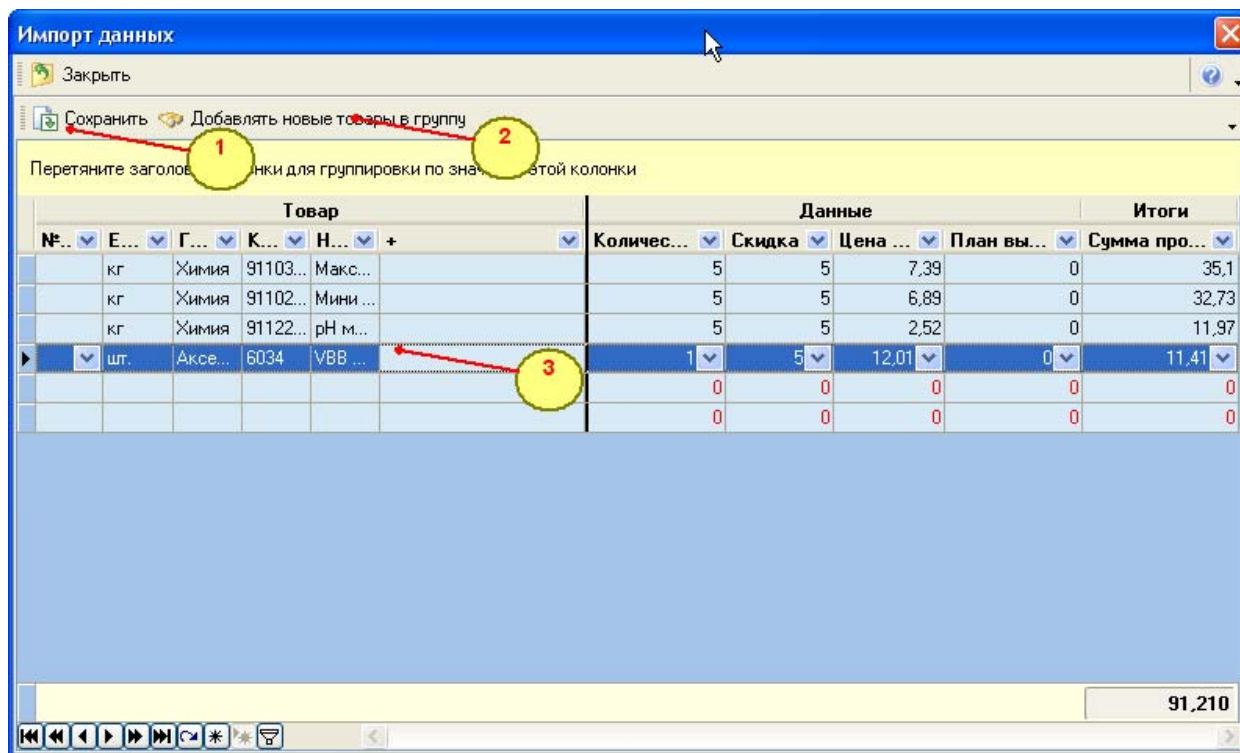 Импорт данных
Закрыть
Сохранить Добавлять новые товары в группу
1
2
Перетяните для группировки по этой колонки
Товар Данные Итоги
№.. Е... Г... К... Н... + Количес... Скидка Цена ... План вы... Сумма про...
кг Химия 91103... Макс... 5 5 7,39 0 35,1
кг Химия 91102... Мини ... 5 5 6,89 0 32,73
кг Химия 91122... pH м... 5 5 2,52 0 11,97
шт. Аксе... 6034 VBB ... 1 5 12,01 0 11,41
3
0 0 0 0 0
0 0 0 0 0
91,210